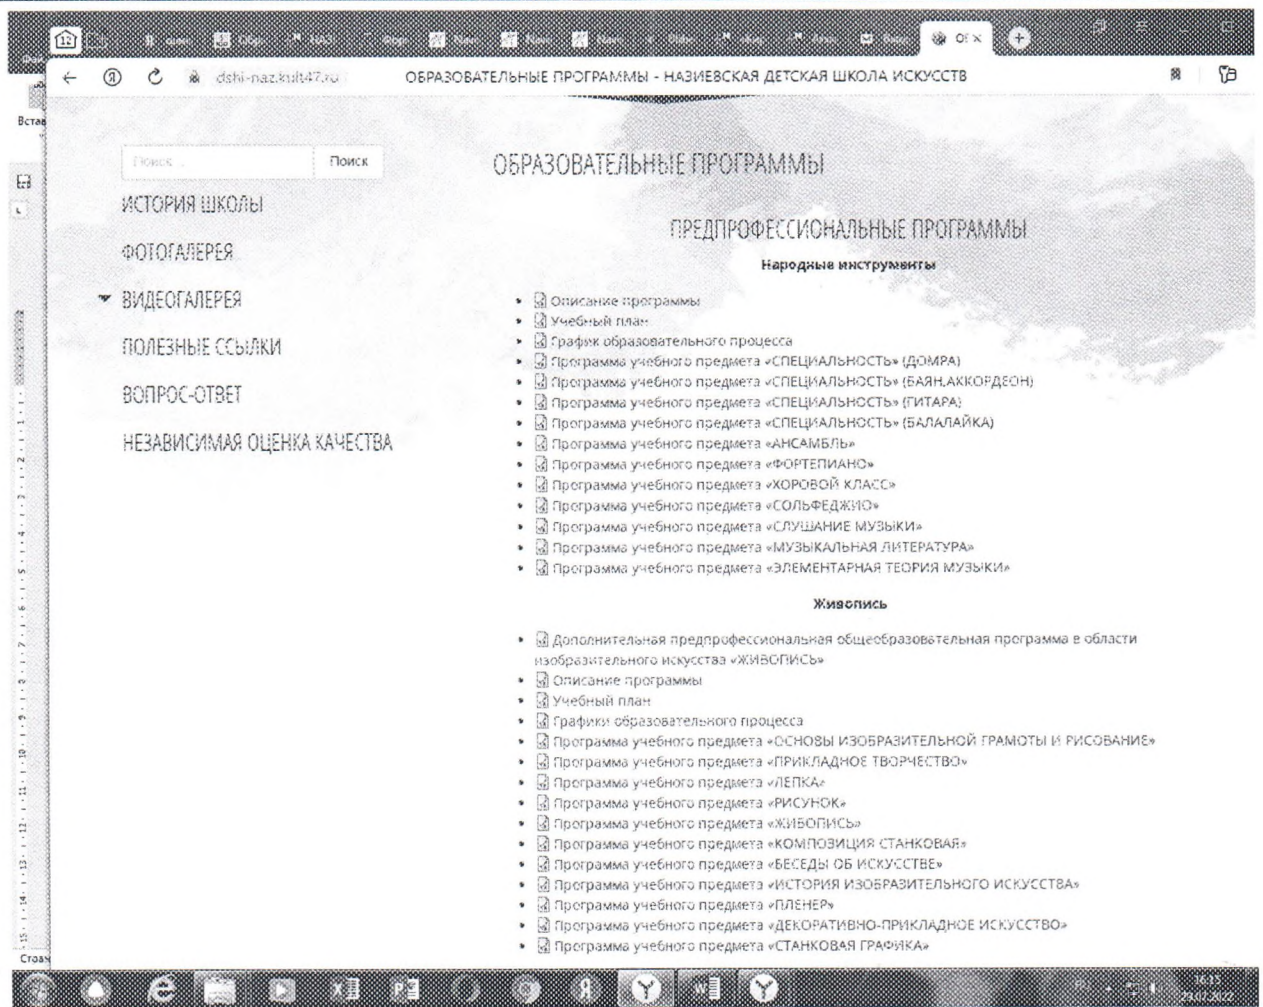 12
dshi-naz.kult47.ru
ОБРАЗОВАТЕЛЬНЫЕ ПРОГРАММЫ - НАЗИЕВСКАЯ ДЕТСКАЯ ШКОЛА ИСКУССТВ
Поиск ...
Поиск
ИСТОРИЯ ШКОЛЫ
ФОТОГАЛЕРЕЯ
ВИДЕОГАЛЕРЕЯ
ПОЛЕЗНЫЕ ССЫЛКИ
ВОПРОС-ОТВЕТ
НЕЗАВИСИМАЯ ОЦЕНКА КАЧЕСТВА
ОБРАЗОВАТЕЛЬНЫЕ ПРОГРАММЫ
ПРЕДПРОФЕССИОНАЛЬНЫЕ ПРОГРАММЫ
Народные инструменты
Описание программы
Учебный план
График образовательного процесса
Программа учебного предмета «СПЕЦИАЛЬНОСТЬ» (ДОМРА)
Программа учебного предмета «СПЕЦИАЛЬНОСТЬ» (БАЯН,АККОРДЕОН)
Программа учебного предмета «СПЕЦИАЛЬНОСТЬ» (ГИТАРА)
Программа учебного предмета «СПЕЦИАЛЬНОСТЬ» (БАЛАЛАЙКА)
Программа учебного предмета «АНСАМБЛЬ»
Программа учебного предмета «ФОРТЕПИАНО»
Программа учебного предмета «ХОРОВОЙ КЛАСС»
Программа учебного предмета «СОЛЬФЕДЖИО»
Программа учебного предмета «СЛУШАНИЕ МУЗЫКИ»
Программа учебного предмета «МУЗЫКАЛЬНАЯ ЛИТЕРАТУРА»
Программа учебного предмета «ЭЛЕМЕНТАРНАЯ ТЕОРИЯ МУЗЫКИ»
Живопись
Дополнительная предпрофессиональная общеобразовательная программа в области
изобразительного искусства «ЖИВОПИСЬ»
Описание программы
Учебный план
Графики образовательного процесса
Программа учебного предмета «ОСНОВЫ ИЗОБРАЗИТЕЛЬНОЙ ГРАМОТЫ И РИСОВАНИЕ»
Программа учебного предмета «ПРИКЛАДНОЕ ТВОРЧЕСТВО»
Программа учебного предмета «ЛЕПКА»
Программа учебного предмета «РИСУНОК»
Программа учебного предмета «ЖИВОПИСЬ»
Программа учебного предмета «КОМПОЗИЦИЯ СТАНКОВАЯ»
Программа учебного предмета «БЕСЕДЫ ОБ ИСКУССТВЕ»
Программа учебного предмета «ИСТОРИЯ ИЗОБРАЗИТЕЛЬНОГО ИСКУССТВА»
Программа учебного предмета «ПЛЕНЕР»
Программа учебного предмета «ДЕКОРАТИВНО-ПРИКЛАДНОЕ ИСКУССТВО»
Программа учебного предмета «СТАНКОВАЯ ГРАФИКА»
16:15